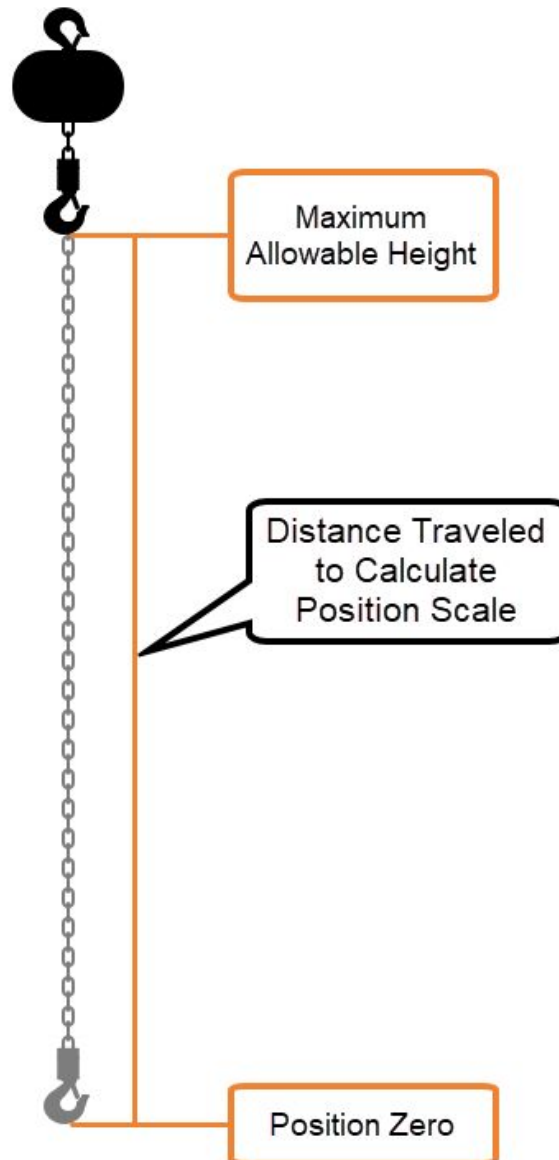 Maximum
Allowable Height
Distance Traveled
to Calculate
Position Scale
Position Zero